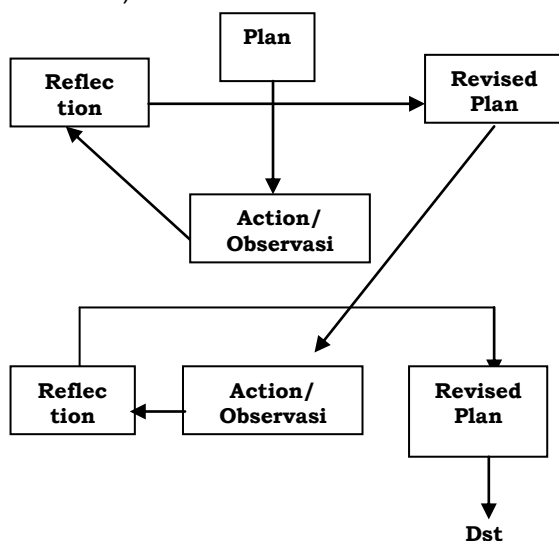 Plan
Reflec
tion
Revised
Plan
Action/
Observasi
Reflec
tion
Action/
Observasi
Revised
Plan
Dst